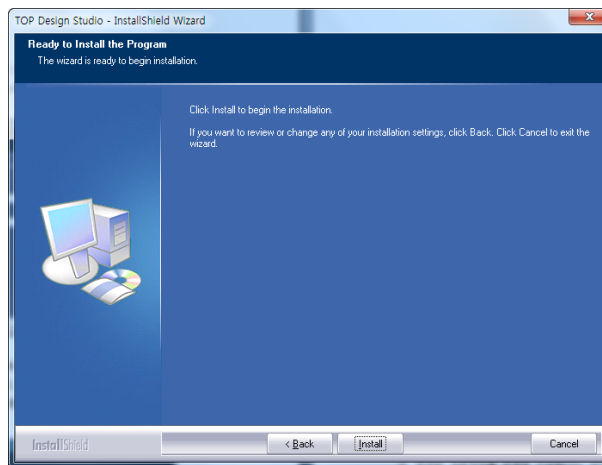 TOP Design Studio - InstallShield Wizard
Ready to Install the Program
The wizard is ready to begin installation.
Click Install to begin the installation.
If you want to review or change any of your installation settings, click Back. Click Cancel to exit the
wizard.
InstallShield
< Back
Install
Cancel